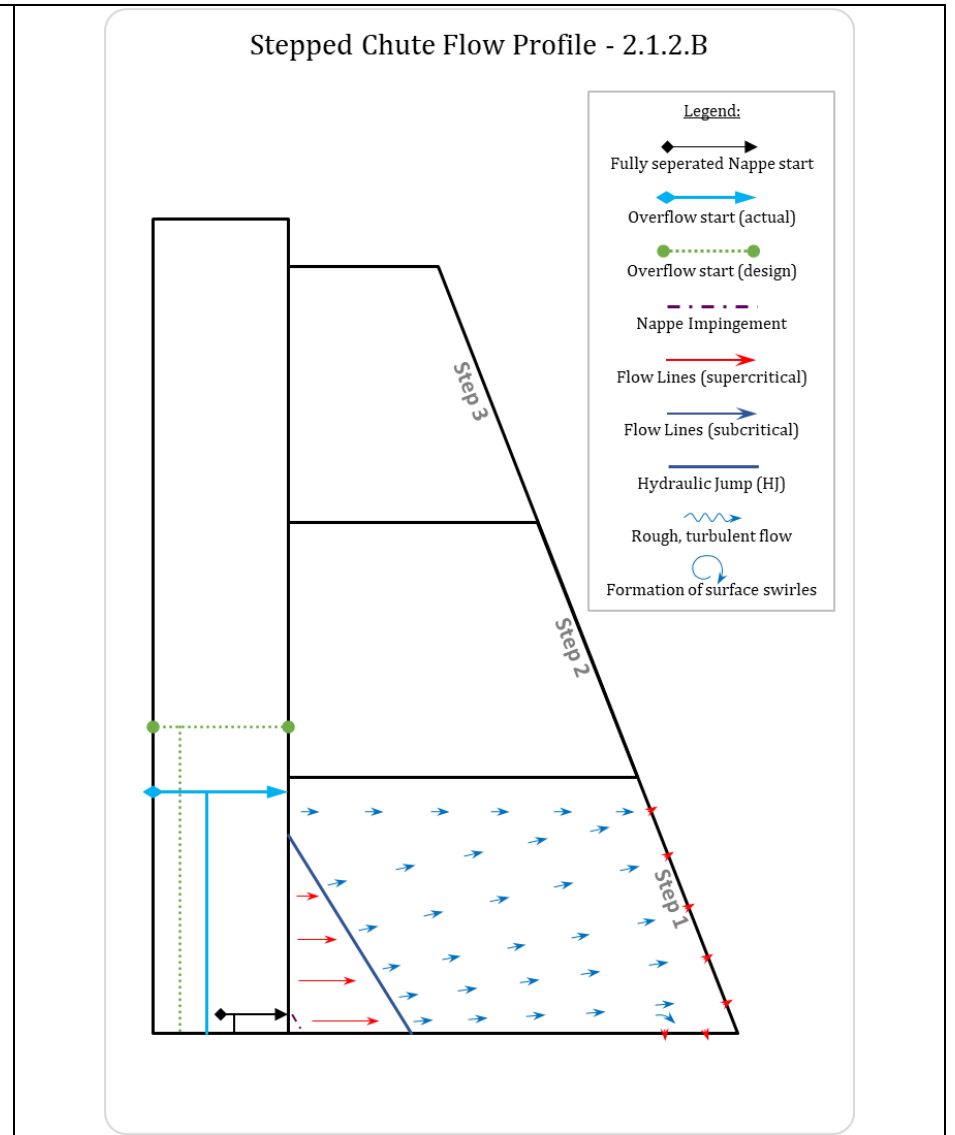 Stepped Chute Flow Profile - 2.1.2.B
Legend:
Fully seperated Nappe start
Overflow start (actual)
Overflow start (design)
Nappe Impingement
Flow Lines (supercritical)
Flow Lines (subcritical)
Hydraulic Jump (HJ)
Rough, turbulent flow
Formation of surface swirles
Step 3
Step 2
Step 1